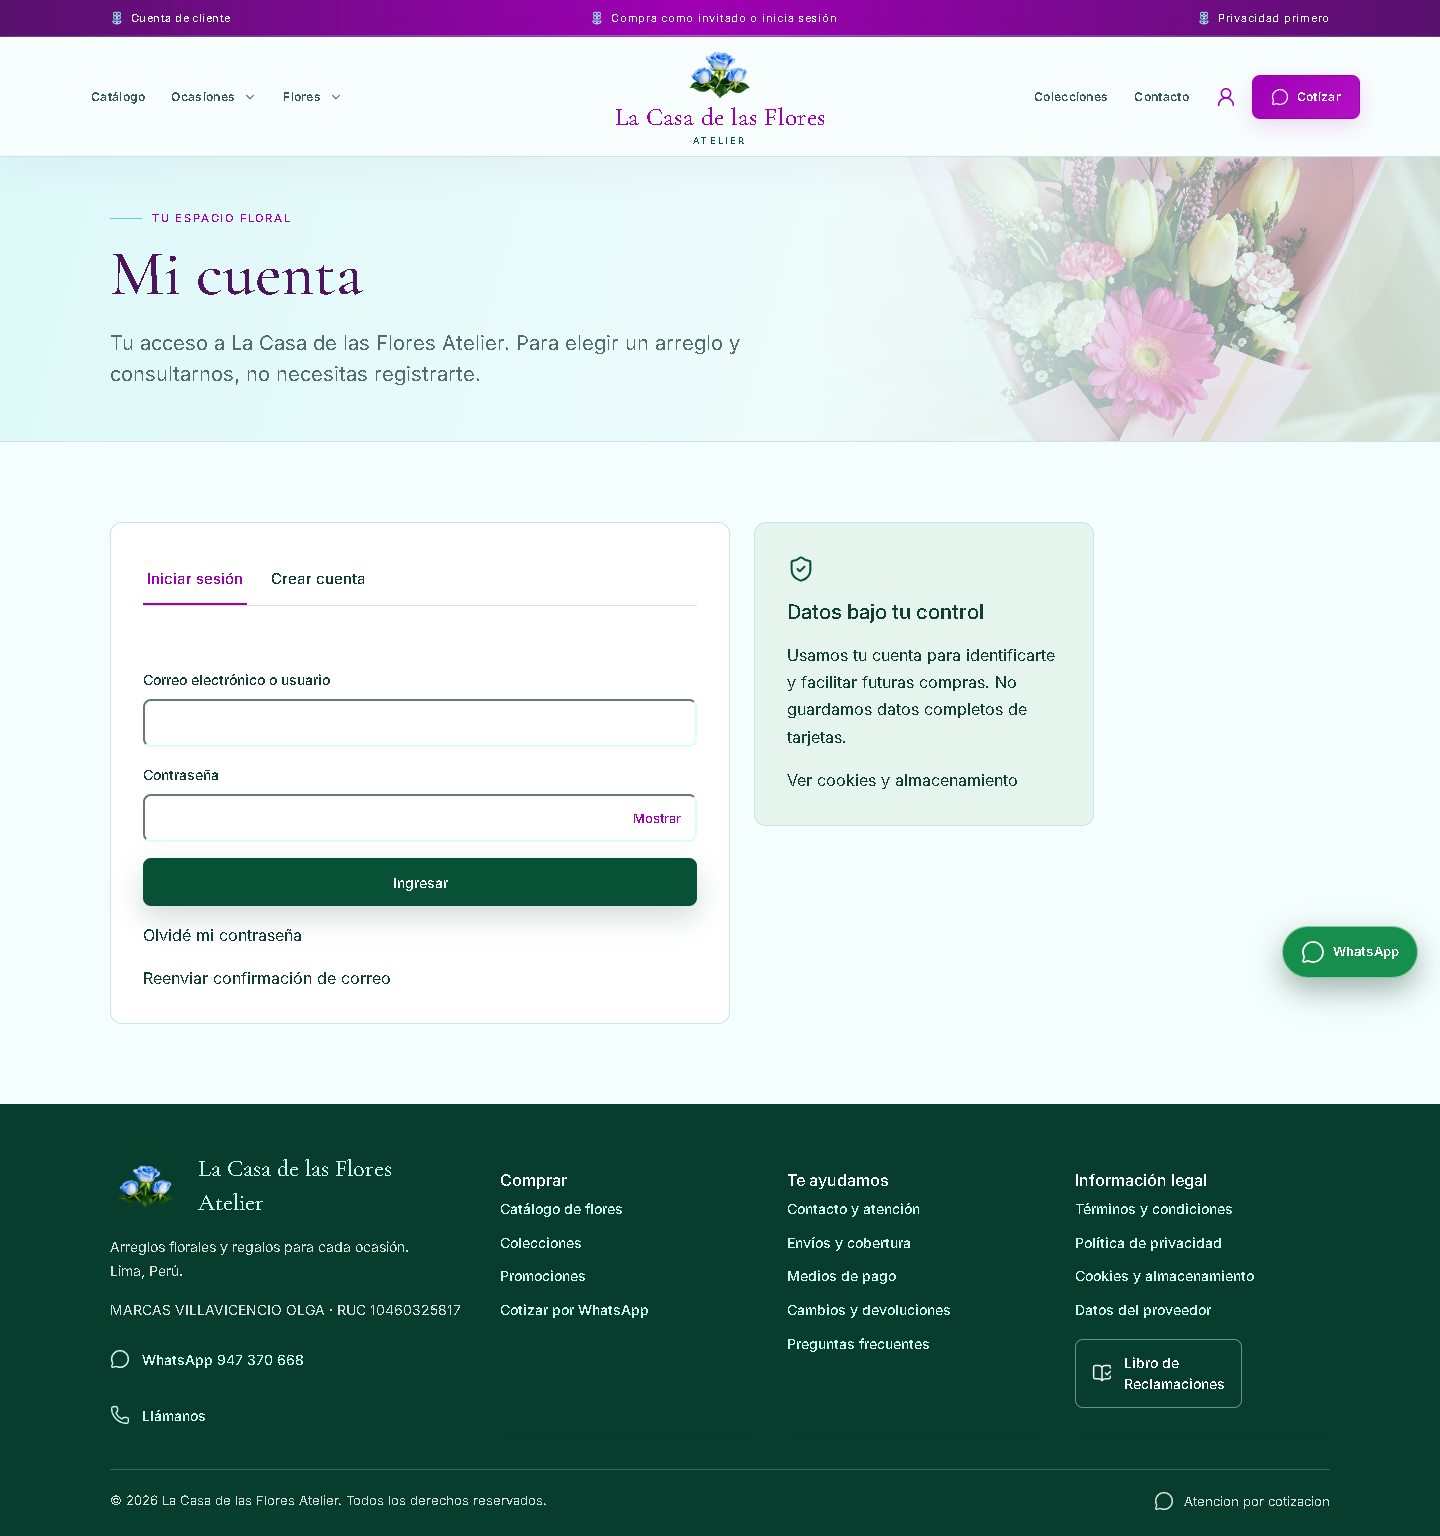 Cuenta de cliente
Compra como invitado o inicia sesión
Privacidad primero
Catálogo
Ocasiones
Flores
La Casa de las Flores
ATELIER
Colecciones
Contacto
Cotizar
TU ESPACIO FLORAL
Mi cuenta
Tu acceso a La Casa de las Flores Atelier. Para elegir un arreglo y
consultarnos, no necesitas registrarte.
Iniciar sesión
Crear cuenta
Correo electrónico o usuario
Contraseña
Mostrar
Ingresar
Olvidé mi contraseña
Reenviar confirmación de correo
Datos bajo tu control
Usamos tu cuenta para identificarte
y facilitar futuras compras. No
guardamos datos completos de
tarjetas.
Ver cookies y almacenamiento
WhatsApp
La Casa de las Flores
Atelier
Arreglos florales y regalos para cada ocasión.
Lima, Perú.
MARCAS VILLAVICENCIO OLGA · RUC 10460325817
WhatsApp 947 370 668
Llámanos
Comprar
Catálogo de flores
Colecciones
Promociones
Cotizar por WhatsApp
Te ayudamos
Contacto y atención
Envíos y cobertura
Medios de pago
Cambios y devoluciones
Preguntas frecuentes
Información legal
Términos y condiciones
Política de privacidad
Cookies y almacenamiento
Datos del proveedor
Libro de
Reclamaciones
© 2026 La Casa de las Flores Atelier. Todos los derechos reservados.
Atencion por cotizacion